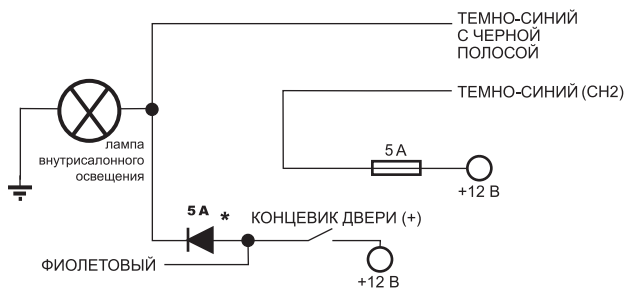 ТЕМНО-СИНИЙ
С ЧЕРНОЙ
ПОЛОСОЙ
ТЕМНО-СИНИЙ (CH2)
5 А
+12 В
лампа
внутрисалонного
освещения
5 А *
КОНЦЕВИК ДВЕРИ (+)
ФИОЛЕТОВЫЙ
+12 В